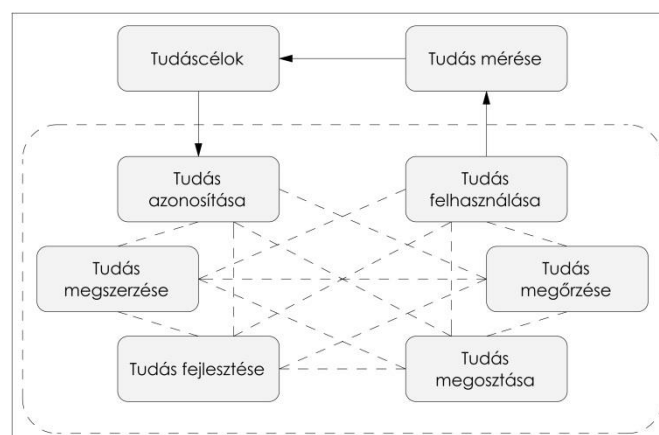 Tudáscélok
Tudás mérése
Tudás
azonosítása
Tudás
felhasználása
Tudás
megszerzése
Tudás
megőrzése
Tudás fejlesztése
Tudás
megosztása